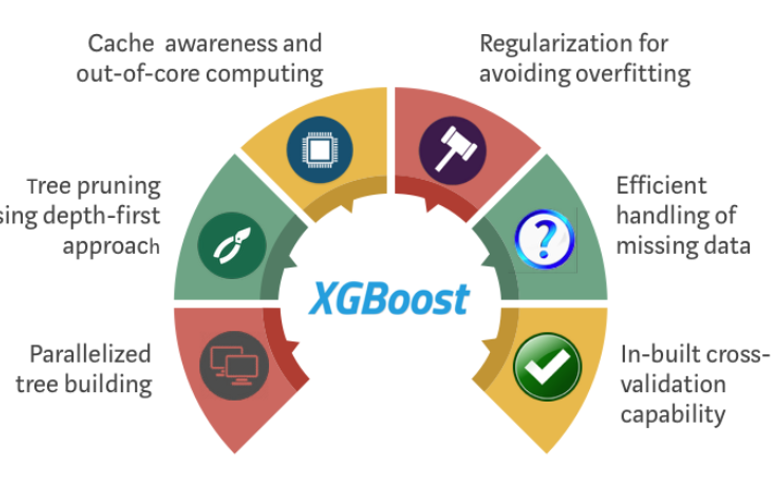 Cache awareness and
out-of-core computing
Regularization for
avoiding overfitting
Tree pruning
sing depth-first
approach
Efficient
handling of
missing data
XGBoost
Parallelized
tree building
In-built cross-
validation
capability